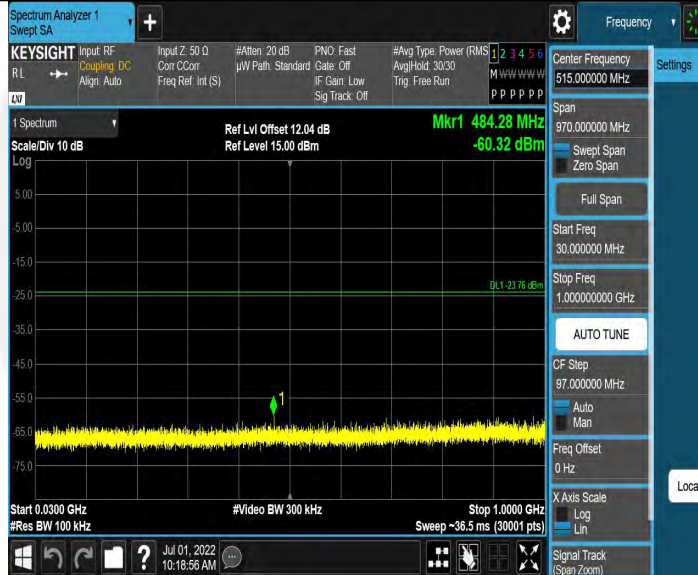 Spectrum Analyzer 1
Swept SA
+
Frequency
KEYSIGHT
RL
Input: RF
Coupling: DC
Align: Auto
Input Z: 50 Ω
Corr CCorr
Freq Ref: Int (S)
#Atten: 20 dB
µW Path: Standard
PNO: Fast
Gate: Off
IF Gain: Low
Sig Track: Off
#Avg Type: Power (RMS
Avg|Hold: 30/30
Trig: Free Run
1 2 3 4 5 6
M W W W W W
P P P P P P
LXI
Center Frequency
515.000000 MHz
Settings
Span
970.000000 MHz
Swept Span
Zero Span
Full Span
Start Freq
30.000000 MHz
Stop Freq
1.000000000 GHz
AUTO TUNE
CF Step
97.000000 MHz
Auto
Man
Freq Offset
0 Hz
X Axis Scale
Log
Lin
Signal Track
(Span Zoom)
Loca
1 Spectrum
Scale/Div 10 dB
Ref Lvl Offset 12.04 dB
Ref Level 15.00 dBm
Mkr1 484.28 MHz
-60.32 dBm
Log
5.00
-5.00
-15.0
-25.0
-35.0
-45.0
-55.0
-65.0
-75.0
DL1 -23.76 dBm
1
Start 0.0300 GHz
#Res BW 100 kHz
#Video BW 300 kHz
Stop 1.0000 GHz
Sweep ~36.5 ms (30001 pts)
?
Jul 01, 2022
10:18:56 AM